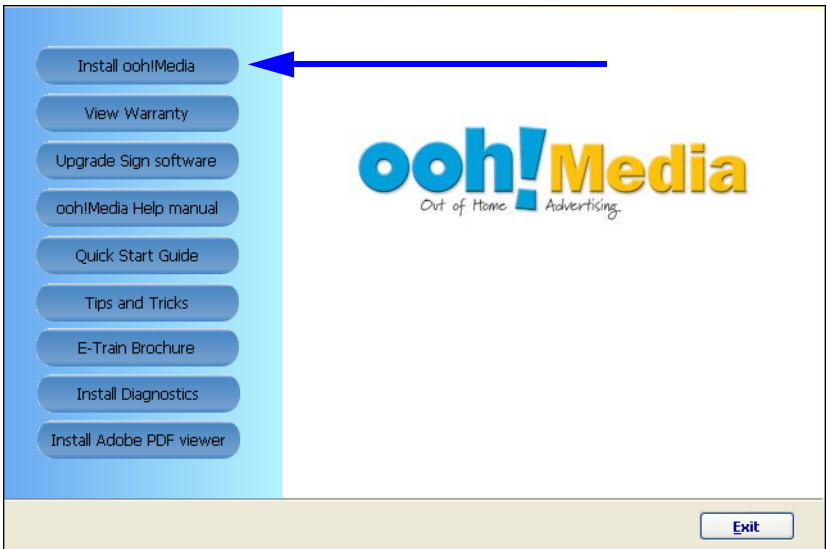 Install ooh!Media
View Warranty
Upgrade Sign software
ooh!Media Help manual
Quick Start Guide
Tips and Tricks
E-Train Brochure
Install Diagnostics
Install Adobe PDF viewer
ooh!Media
Out of Home Advertising
Exit